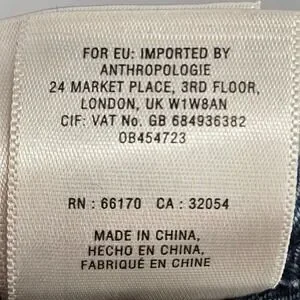 FOR EU: IMPORTED BY
ANTHROPOLOGIE
24 MARKET PLACE, 3RD FLOOR,
LONDON, UK W1W8AN
CIF: VAT No. GB 684936382
0B454723
RN : 66170 CA : 32054
MADE IN CHINA,
HECHO EN CHINA,
FABRIQUÉ EN CHINE